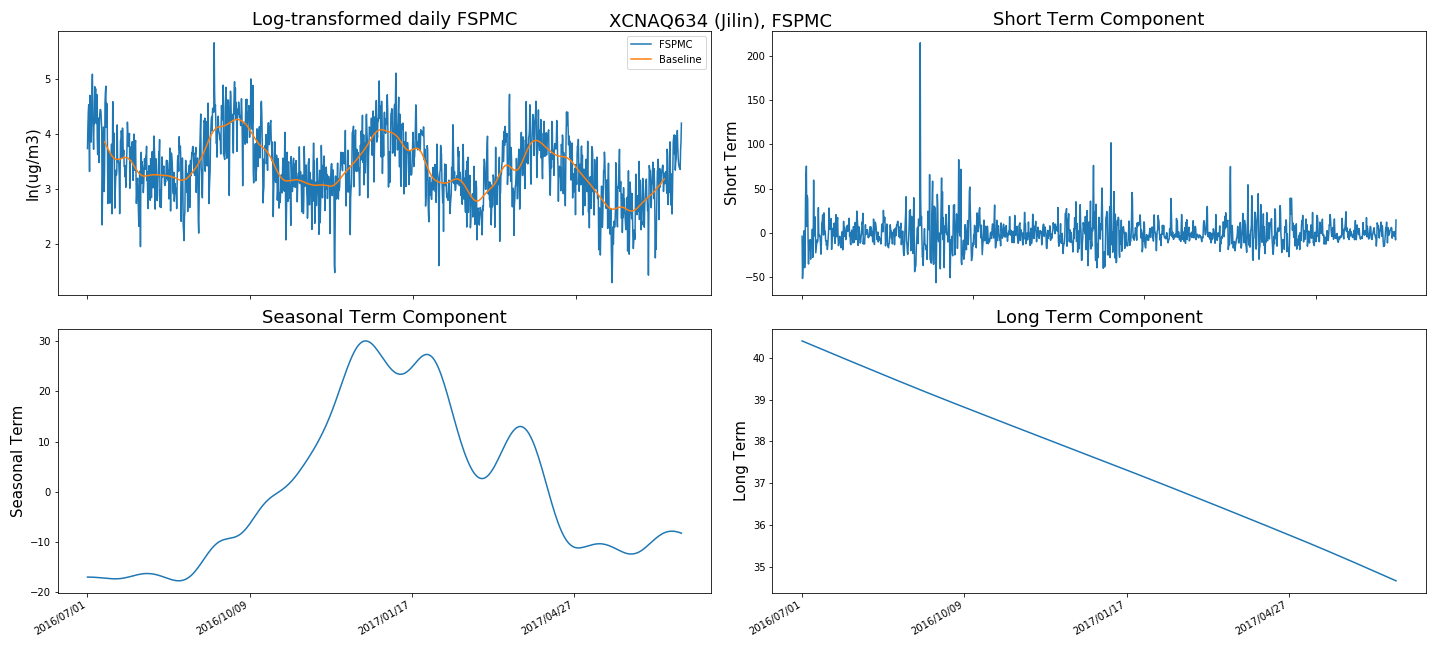 XCNAQ634 (Jilin), FSPMC
Log-transformed daily FSPMC
ln(ug/m3)
5
4
3
2
FSPMC
Baseline
Short Term Component
Short Term
200
150
100
50
0
−50
Seasonal Term Component
Seasonal Term
30
20
10
0
−10
−20
2016/07/01
2016/10/09
2017/01/17
2017/04/27
Long Term Component
Long Term
40
39
38
37
36
35
2016/07/01
2016/10/09
2017/01/17
2017/04/27